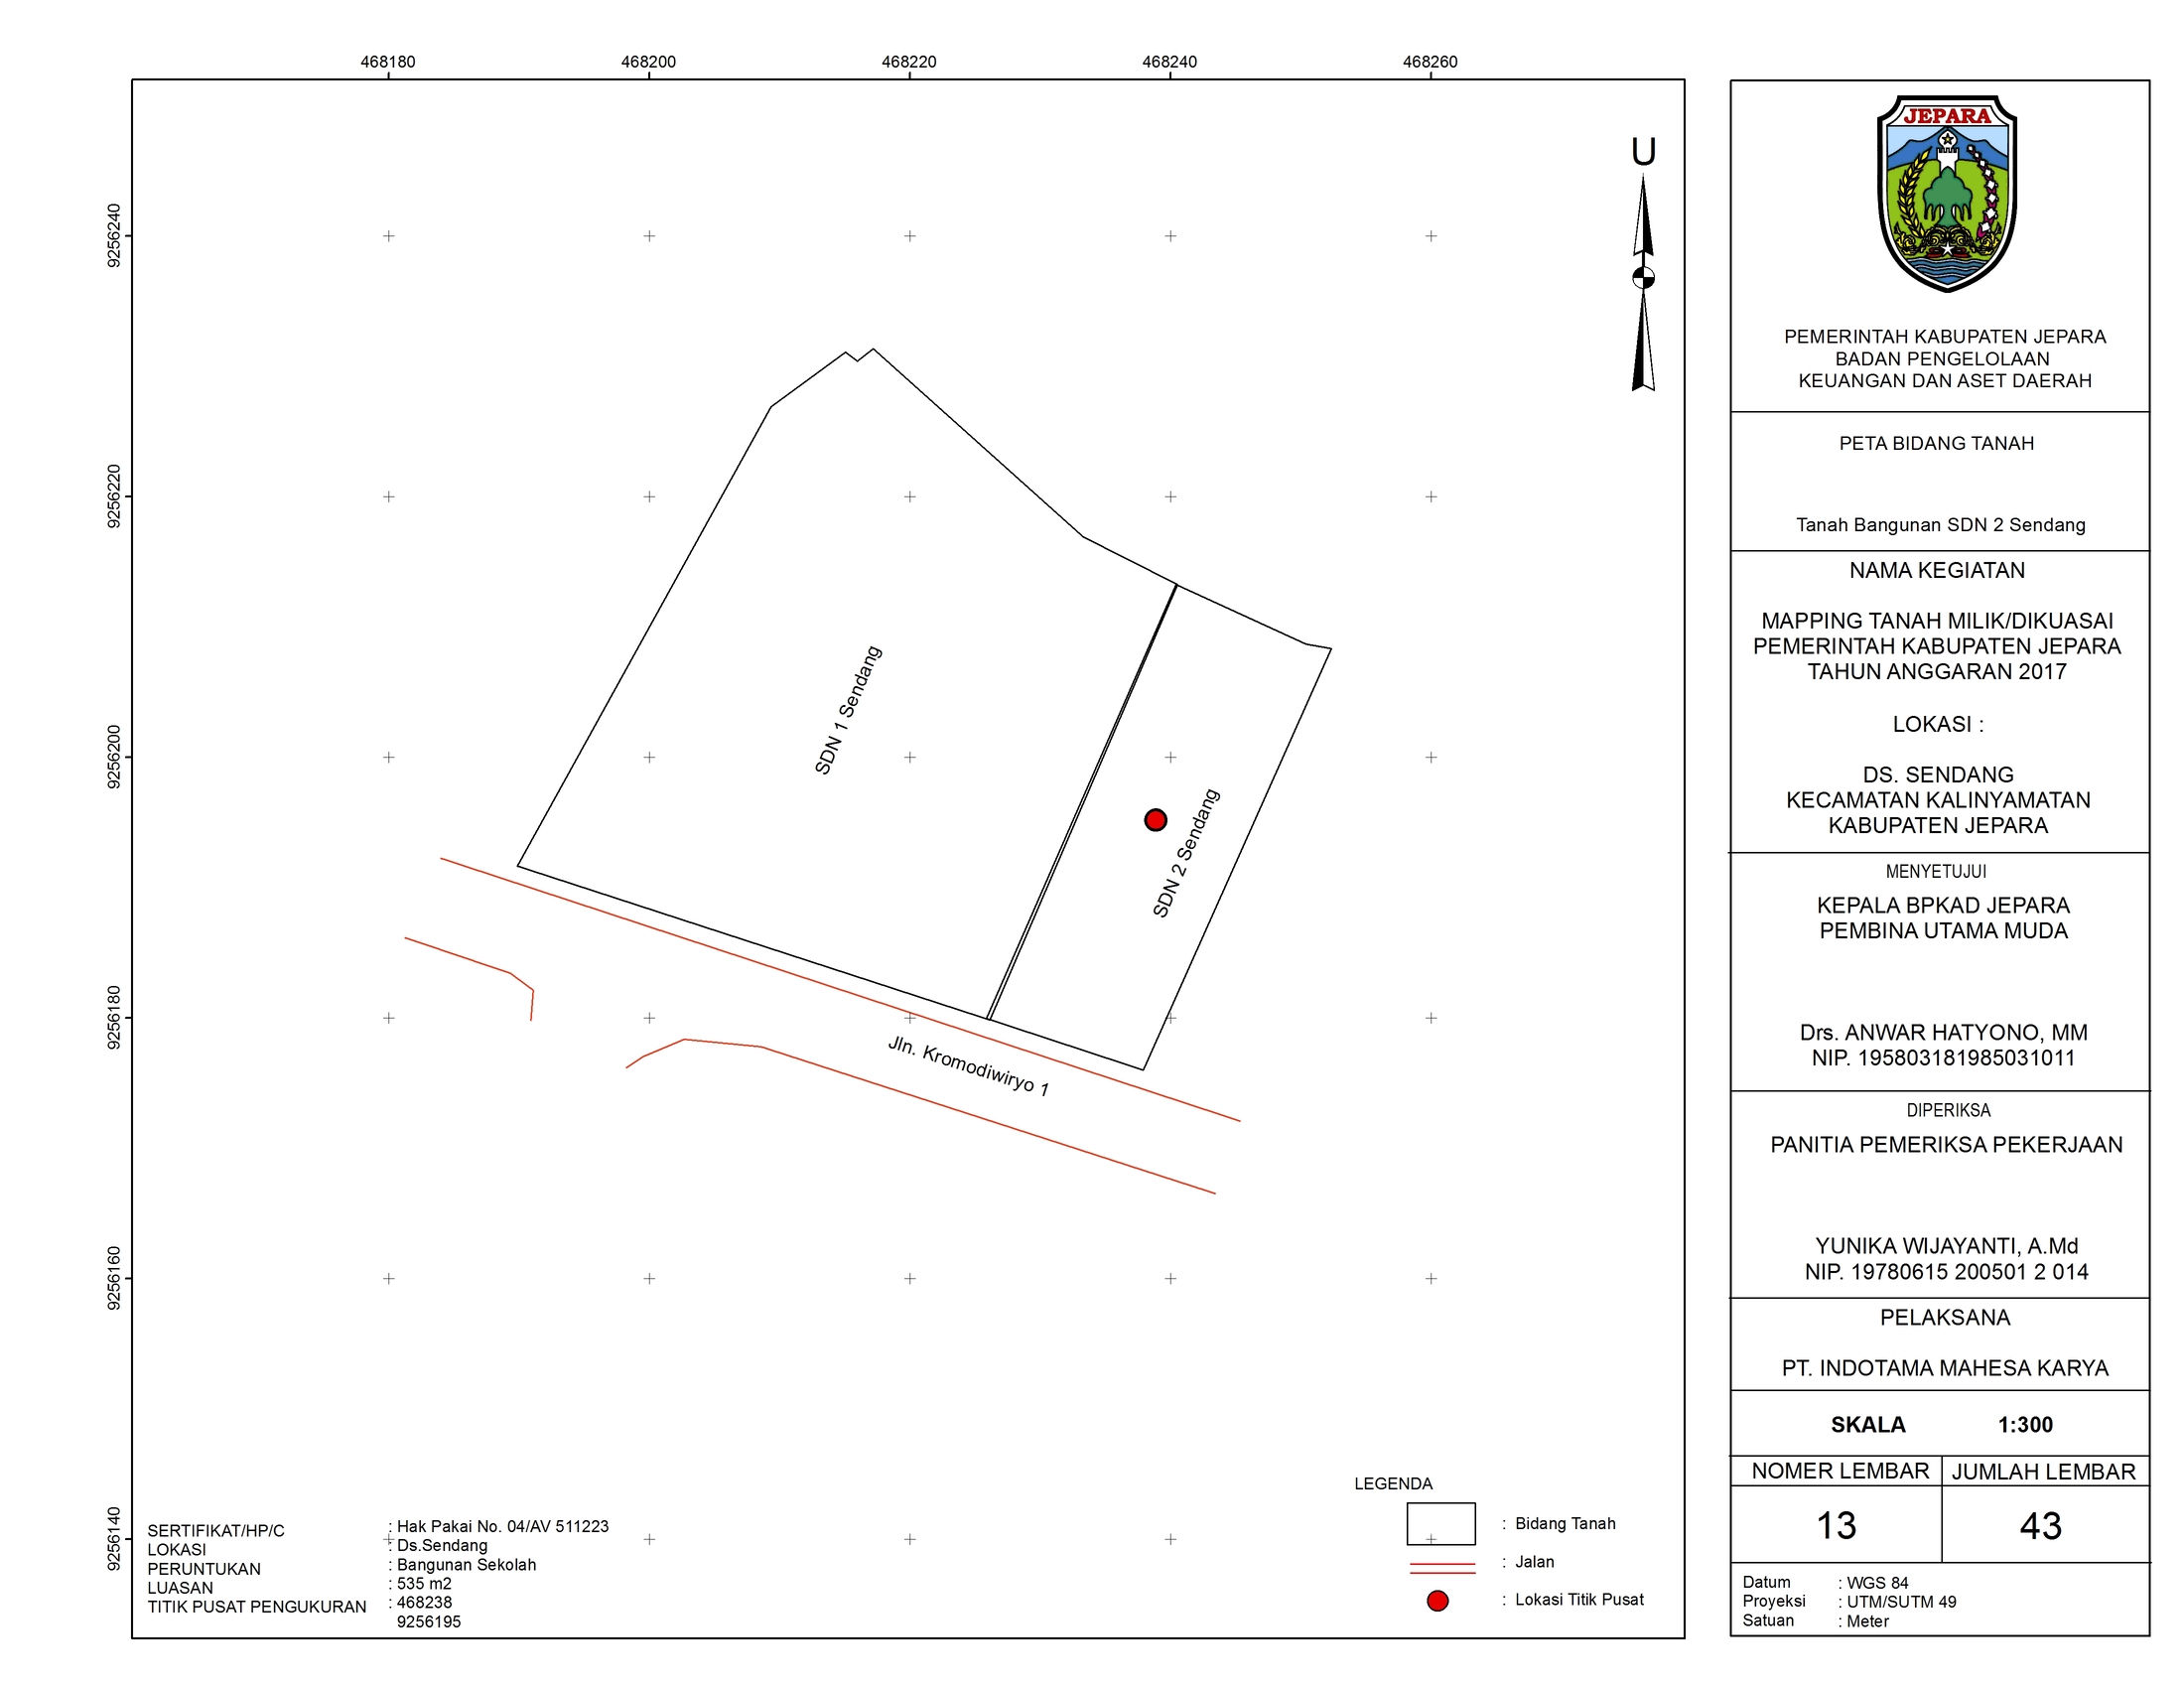 468180 468200 468220 468240 468260
9256240
9256220
9256200
9256180
9256160
9256140
U
SDN 1 Sendang
SDN 2 Sendang
Jln. Kromodiwiryo 1
SERTIFIKAT/HP/C : Hak Pakai No. 04/AV 511223
LOKASI : Ds.Sendang
PERUNTUKAN : Bangunan Sekolah
LUASAN : 535 m2
TITIK PUSAT PENGUKURAN : 468238
9256195
LEGENDA
: Bidang Tanah
: Jalan
: Lokasi Titik Pusat
JEPARA
PEMERINTAH KABUPATEN JEPARA
BADAN PENGELOLAAN
KEUANGAN DAN ASET DAERAH
PETA BIDANG TANAH
Tanah Bangunan SDN 2 Sendang
NAMA KEGIATAN
MAPPING TANAH MILIK/DIKUASAI
PEMERINTAH KABUPATEN JEPARA
TAHUN ANGGARAN 2017
LOKASI :
DS. SENDANG
KECAMATAN KALINYAMATAN
KABUPATEN JEPARA
MENYETUJUI
KEPALA BPKAD JEPARA
PEMBINA UTAMA MUDA
Drs. ANWAR HATYONO, MM
NIP. 195803181985031011
DIPERIKSA
PANITIA PEMERIKSA PEKERJAAN
YUNIKA WIJAYANTI, A.Md
NIP. 19780615 200501 2 014
PELAKSANA
PT. INDOTAMA MAHESA KARYA
SKALA 1:300
NOMER LEMBAR JUMLAH LEMBAR
13 43
Datum : WGS 84
Proyeksi : UTM/SUTM 49
Satuan : Meter